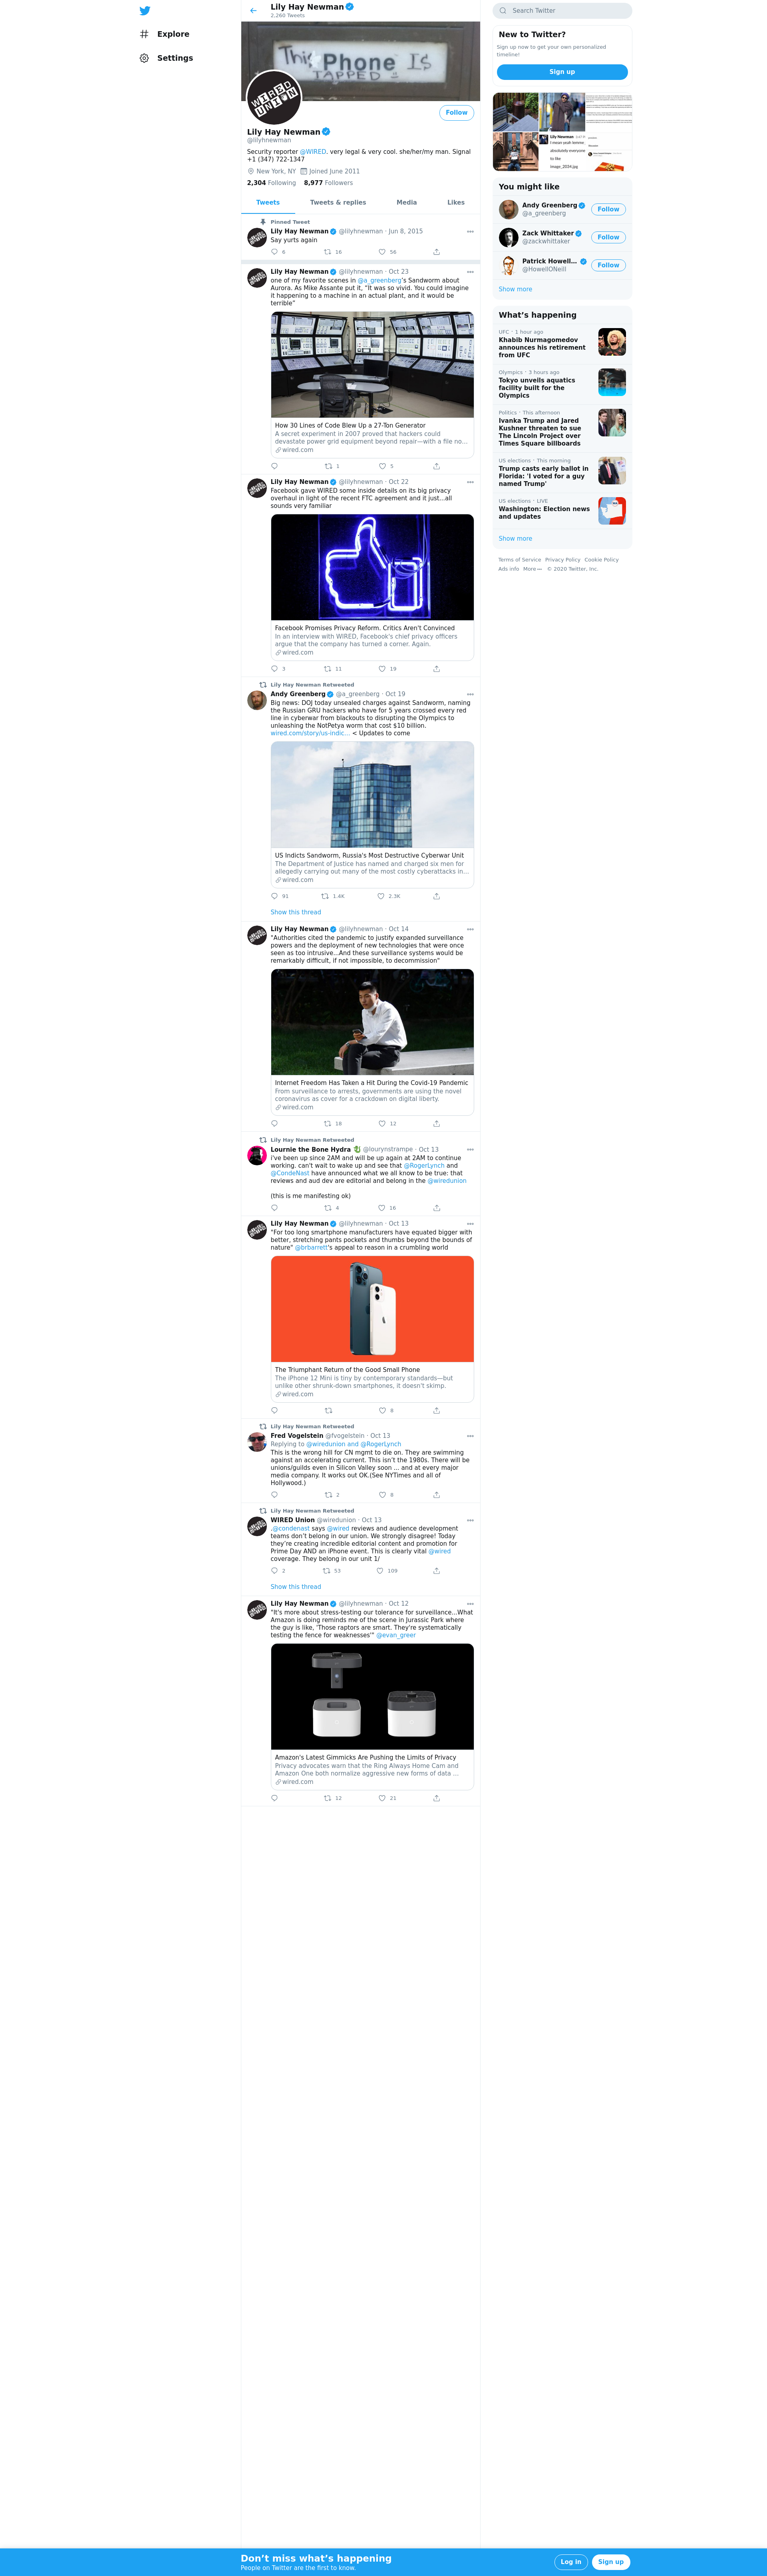 Explore
Settings
Lily Hay Newman
2,260 Tweets
This Phone Is
TAPPED
WIRED
UNION
Follow
Lily Hay Newman
@lilyhnewman
Security reporter @WIRED. very legal & very cool. she/her/my man. Signal
+1 (347) 722-1347
New York, NY Joined June 2011
2,304 Following 8,977 Followers
Tweets Tweets & replies Media Likes
Pinned Tweet
Lily Hay Newman @lilyhnewman · Jun 8, 2015
Say yurts again
6 16 56
Lily Hay Newman @lilyhnewman · Oct 23
one of my favorite scenes in @a_greenberg's Sandworm about
Aurora. As Mike Assante put it, "It was so vivid. You could imagine
it happening to a machine in an actual plant, and it would be
terrible"
How 30 Lines of Code Blew Up a 27-Ton Generator
A secret experiment in 2007 proved that hackers could
devastate power grid equipment beyond repair—with a file no...
wired.com
1 5
Lily Hay Newman @lilyhnewman · Oct 22
Facebook gave WIRED some inside details on its big privacy
overhaul in light of the recent FTC agreement and it just...all
sounds very familiar
Facebook Promises Privacy Reform. Critics Aren't Convinced
In an interview with WIRED, Facebook's chief privacy officers
argue that the company has turned a corner. Again.
wired.com
3 11 19
Lily Hay Newman Retweeted
Andy Greenberg @a_greenberg · Oct 19
Big news: DOJ today unsealed charges against Sandworm, naming
the Russian GRU hackers who have for 5 years crossed every red
line in cyberwar from blackouts to disrupting the Olympics to
unleashing the NotPetya worm that cost $10 billion.
wired.com/story/us-indic... < Updates to come
US Indicts Sandworm, Russia's Most Destructive Cyberwar Unit
The Department of Justice has named and charged six men for
allegedly carrying out many of the most costly cyberattacks in...
wired.com
91 1.4K 2.3K
Show this thread
Lily Hay Newman @lilyhnewman · Oct 14
"Authorities cited the pandemic to justify expanded surveillance
powers and the deployment of new technologies that were once
seen as too intrusive...And these surveillance systems would be
remarkably difficult, if not impossible, to decommission"
Internet Freedom Has Taken a Hit During the Covid-19 Pandemic
From surveillance to arrests, governments are using the novel
coronavirus as cover for a crackdown on digital liberty.
wired.com
18 12
Lily Hay Newman Retweeted
Lournie the Bone Hydra @lourynstrampe · Oct 13
i've been up since 2AM and will be up again at 2AM to continue
working. can't wait to wake up and see that @RogerLynch and
@CondeNast have announced what we all know to be true: that
reviews and aud dev are editorial and belong in the @wiredunion
(this is me manifesting ok)
4 16
Lily Hay Newman @lilyhnewman · Oct 13
"For too long smartphone manufacturers have equated bigger with
better, stretching pants pockets and thumbs beyond the bounds of
nature" @brbarrett's appeal to reason in a crumbling world
The Triumphant Return of the Good Small Phone
The iPhone 12 Mini is tiny by contemporary standards—but
unlike other shrunk-down smartphones, it doesn't skimp.
wired.com
8
Lily Hay Newman Retweeted
Fred Vogelstein @fvogelstein · Oct 13
Replying to @wiredunion and @RogerLynch
This is the wrong hill for CN mgmt to die on. They are swimming
against an accelerating current. This isn't the 1980s. There will be
unions/guilds even in Silicon Valley soon ... and at every major
media company. It works out OK.(See NYTimes and all of
Hollywood.)
2 8
Lily Hay Newman Retweeted
WIRED Union @wiredunion · Oct 13
.@condenast says @wired reviews and audience development
teams don't belong in our union. We strongly disagree! Today
they're creating incredible editorial content and promotion for
Prime Day AND an iPhone event. This is clearly vital @wired
coverage. They belong in our unit 1/
2 53 109
Show this thread
Lily Hay Newman @lilyhnewman · Oct 12
"It's more about stress-testing our tolerance for surveillance...What
Amazon is doing reminds me of the scene in Jurassic Park where
the guy is like, 'Those raptors are smart. They're systematically
testing the fence for weaknesses'" @evan_greer
Amazon's Latest Gimmicks Are Pushing the Limits of Privacy
Privacy advocates warn that the Ring Always Home Cam and
Amazon One both normalize aggressive new forms of data ...
wired.com
12 21
Search Twitter
New to Twitter?
Sign up now to get your own personalized
timeline!
Sign up
Lily Newman
I mean yeah lemme
absolutely everyone
to like
image_2024.jpg
You might like
Andy Greenberg
@a_greenberg
Follow
Zack Whittaker
@zackwhittaker
Follow
Patrick Howell...
@HowellONeill
Follow
Show more
What's happening
UFC · 1 hour ago
Khabib Nurmagomedov
announces his retirement
from UFC
Olympics · 3 hours ago
Tokyo unveils aquatics
facility built for the
Olympics
Politics · This afternoon
Ivanka Trump and Jared
Kushner threaten to sue
The Lincoln Project over
Times Square billboards
US elections · This morning
Trump casts early ballot in
Florida: 'I voted for a guy
named Trump'
US elections · LIVE
Washington: Election news
and updates
Show more
Terms of Service Privacy Policy Cookie Policy
Ads info More © 2020 Twitter, Inc.
Don't miss what's happening
People on Twitter are the first to know.
Log in
Sign up